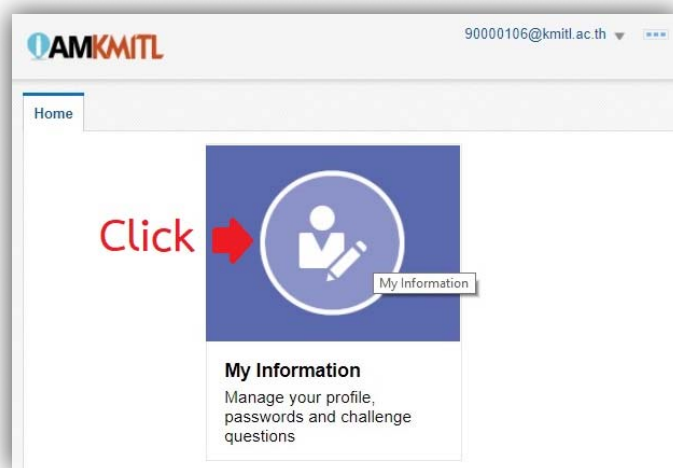 IAMKMITL
90000106@kmitl.ac.th
Home
Click
My Information
My Information
Manage your profile,
passwords and challenge
questions